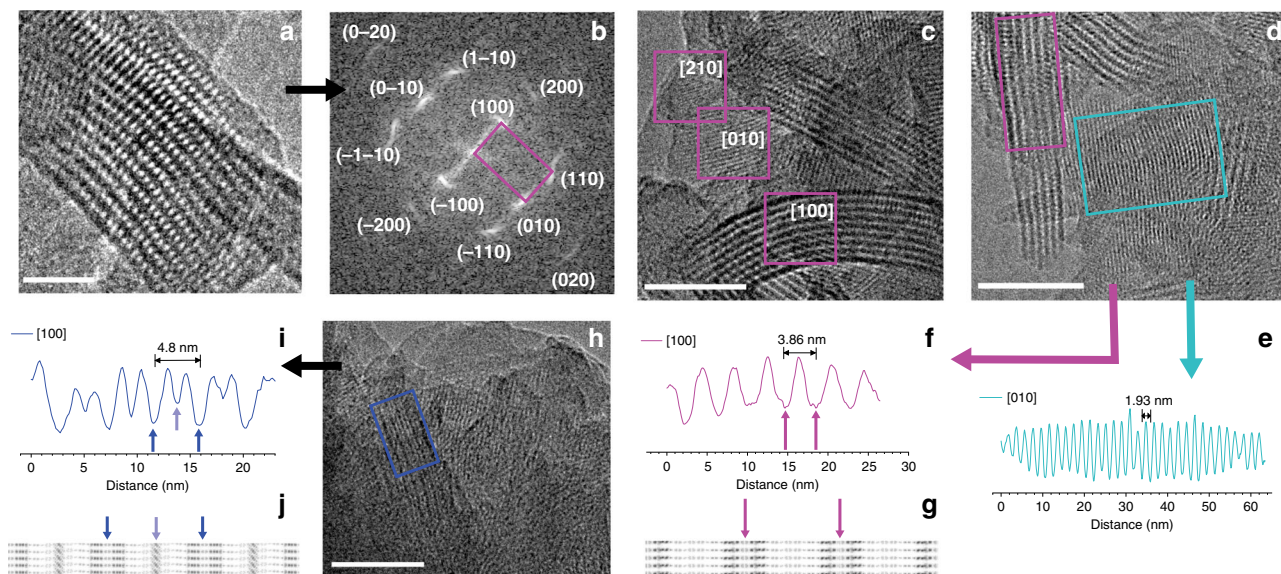 a
b
(0–20)
(1–10)
(0–10)
(200)
(100)
(–1–10)
(110)
(–100)
(–200)
(010)
(–110)
(020)
c
[210]
[010]
[100]
d
i
[100]
4.8 nm
0 5 10 15 20
Distance (nm)
h
f
[100]
3.86 nm
0 5 10 15 20 25 30
Distance (nm)
e
[010]
1.93 nm
0 10 20 30 40 50 60
Distance (nm)
j
g